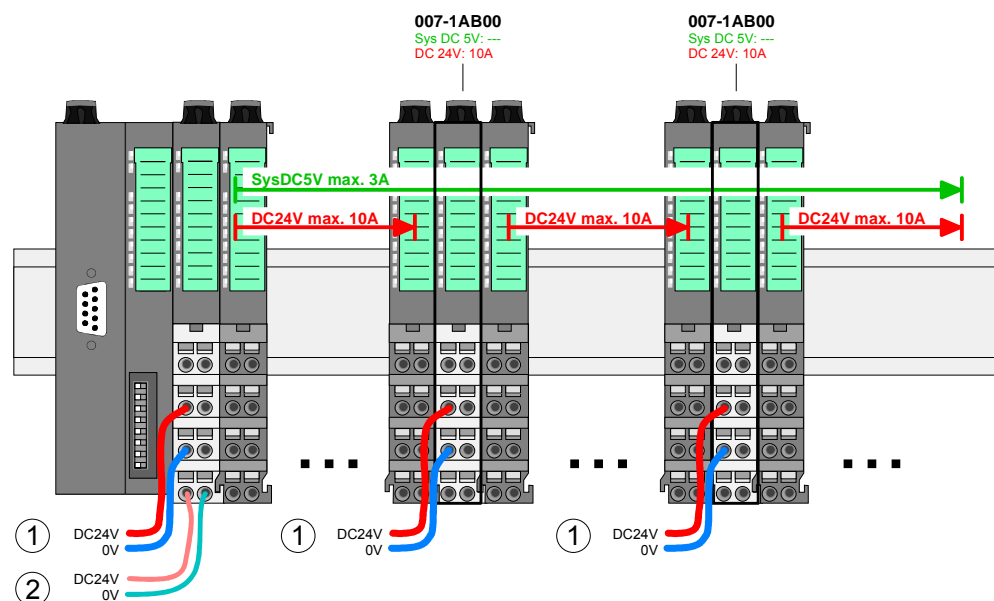 007-1AB00
Sys DC 5V: ---
DC 24V: 10A
007-1AB00
Sys DC 5V: ---
DC 24V: 10A
SysDC5V max. 3A
DC24V max. 10A
DC24V max. 10A
DC24V max. 10A
1
DC24V
0V
1
DC24V
0V
1
DC24V
0V
2
DC24V
0V